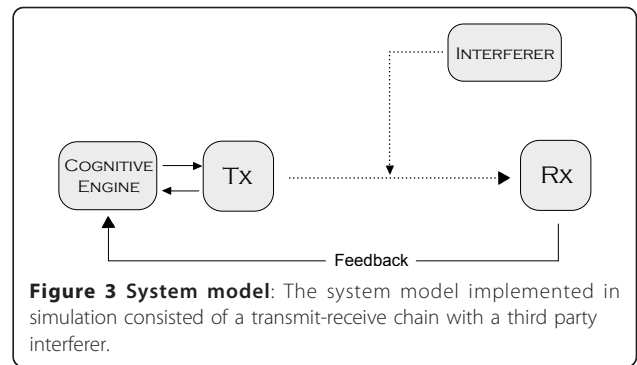 INTERFERER
COGNITIVE
ENGINE
Tx
Rx
Feedback
Figure 3 System model: The system model implemented in
simulation consisted of a transmit-receive chain with a third party
interferer.